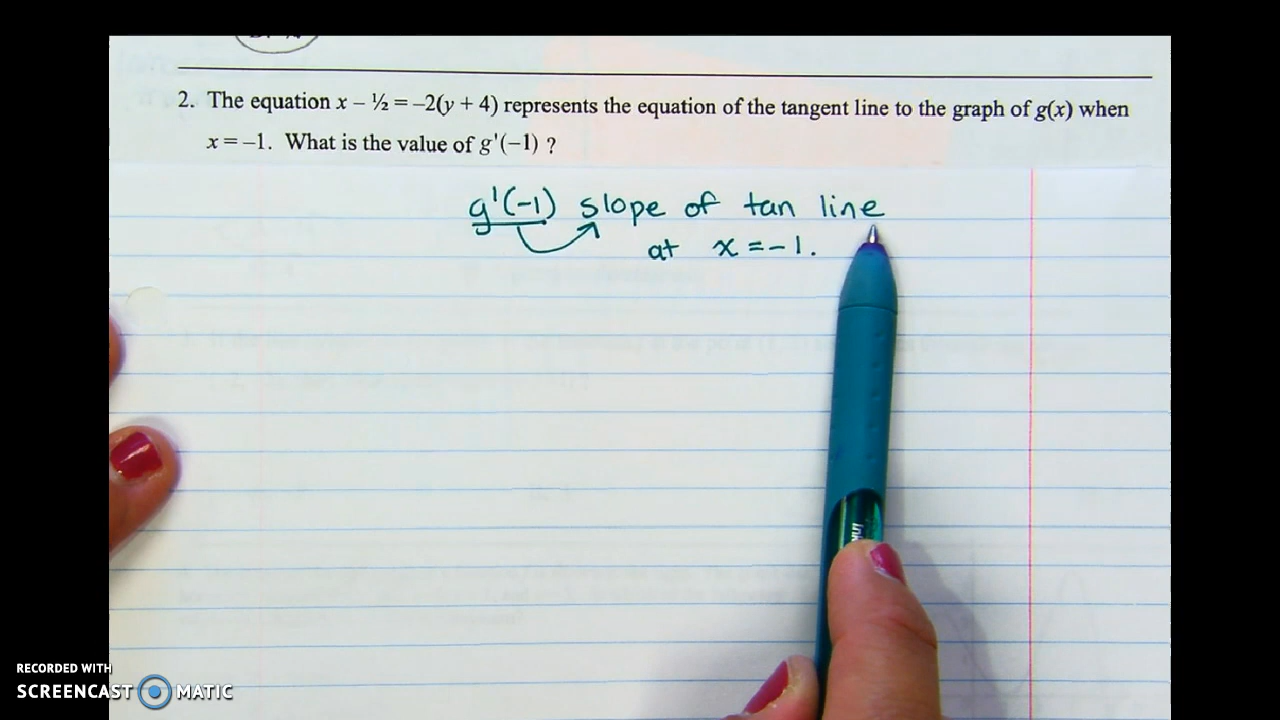 2. The equation x – ½ = –2(y + 4) represents the equation of the tangent line to the graph of g(x) when
x = –1. What is the value of g'(–1) ?
g'(-1) slope of tan line
at x = -1.
RECORDED WITH
SCREENCAST MATIC